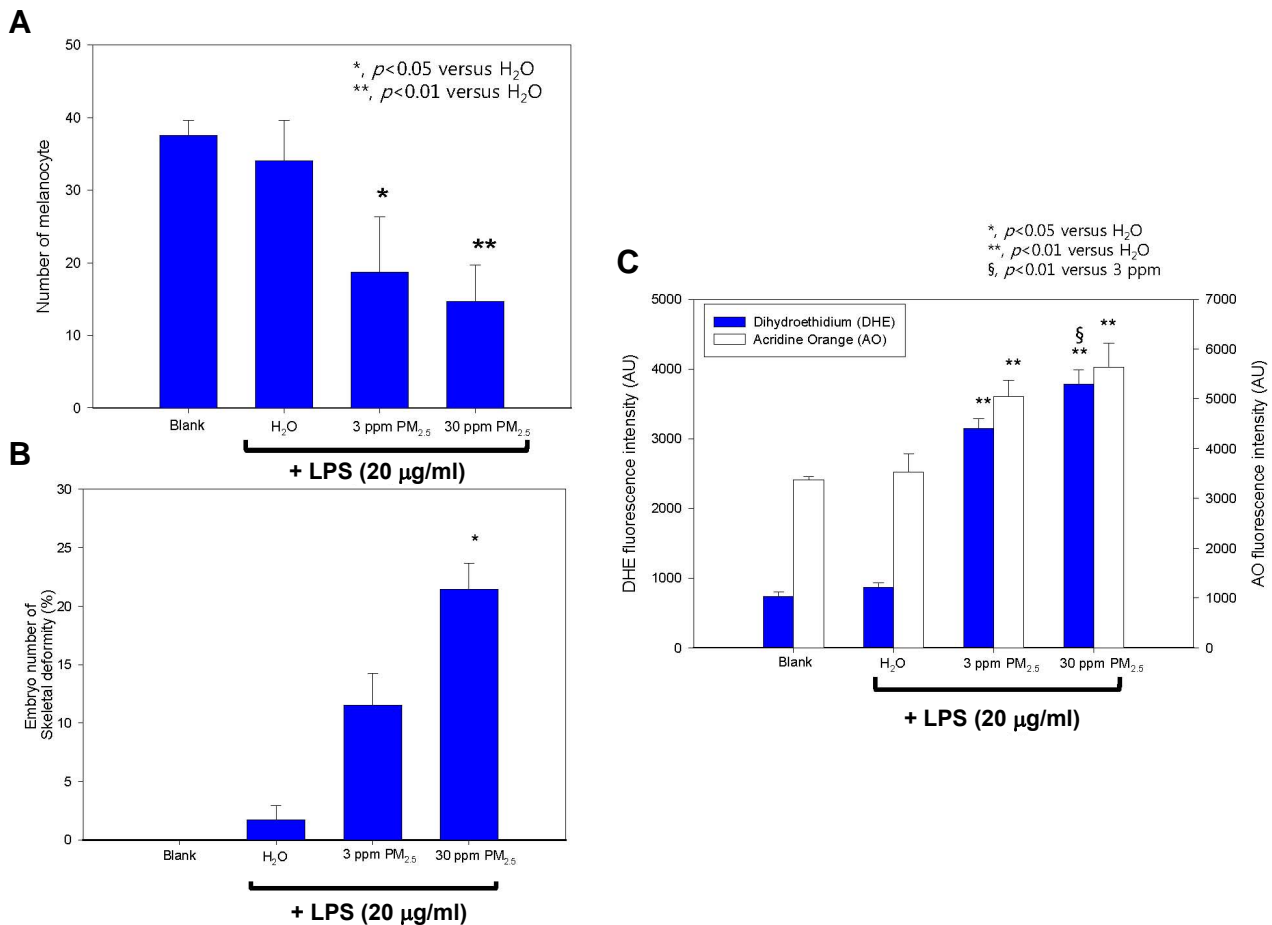 A
50
40
30
20
10
0
Number of melanocyte
*, p<0.05 versus H₂O
**, p<0.01 versus H₂O
*
**
Blank
H₂O
3 ppm PM₂.₅
30 ppm PM₂.₅
+ LPS (20 μg/ml)
B
30
25
20
15
10
5
0
Embryo number of
Skeletal deformity (%)
*
Blank
H₂O
3 ppm PM₂.₅
30 ppm PM₂.₅
+ LPS (20 μg/ml)
C
*, p<0.05 versus H₂O
**, p<0.01 versus H₂O
§, p<0.01 versus 3 ppm
5000
4000
3000
2000
1000
0
DHE fluorescence intensity (AU)
Dihydroethidium (DHE)
Acridine Orange (AO)
**
**
§
**
**
7000
6000
5000
4000
3000
2000
1000
0
AO fluorescence intensity (AU)
Blank
H₂O
3 ppm PM₂.₅
30 ppm PM₂.₅
+ LPS (20 μg/ml)